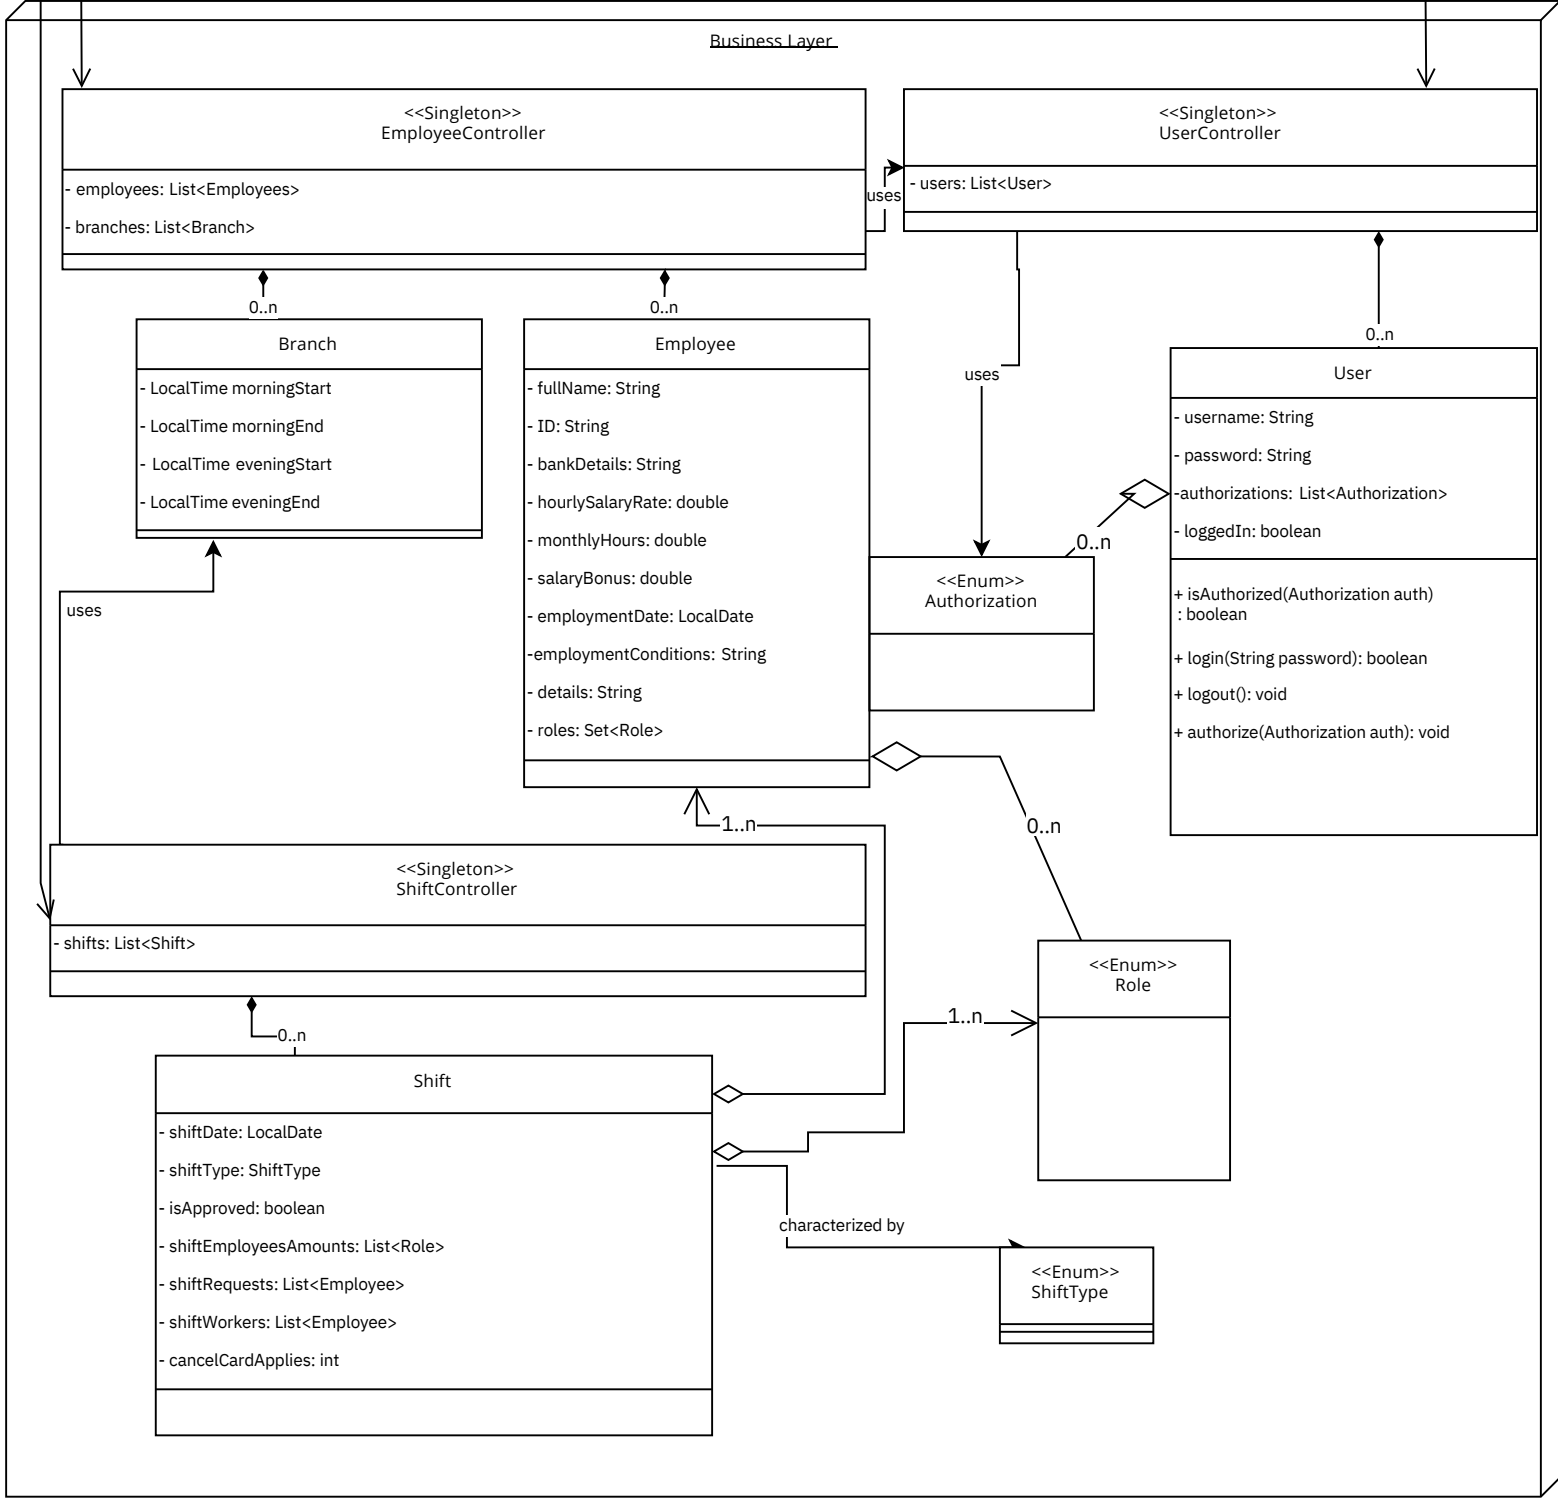 Business Layer
<<Singleton>>
EmployeeController
- employees: List<Employees>
- branches: List<Branch>
uses
<<Singleton>>
UserController
- users: List<User>
0..n
0..n
0..n
uses
Branch
- LocalTime morningStart
- LocalTime morningEnd
- LocalTime eveningStart
- LocalTime eveningEnd
uses
Employee
- fullName: String
- ID: String
- bankDetails: String
- hourlySalaryRate: double
- monthlyHours: double
- salaryBonus: double
- employmentDate: LocalDate
-employmentConditions: String
- details: String
- roles: Set<Role>
<<Enum>>
Authorization
0..n
User
- username: String
- password: String
-authorizations: List<Authorization>
- loggedIn: boolean
+ isAuthorized(Authorization auth)
: boolean
+ login(String password): boolean
+ logout(): void
+ authorize(Authorization auth): void
1..n
0..n
<<Singleton>>
ShiftController
- shifts: List<Shift>
0..n
<<Enum>>
Role
1..n
Shift
- shiftDate: LocalDate
- shiftType: ShiftType
- isApproved: boolean
- shiftEmployeesAmounts: List<Role>
- shiftRequests: List<Employee>
- shiftWorkers: List<Employee>
- cancelCardApplies: int
characterized by
<<Enum>>
ShiftType